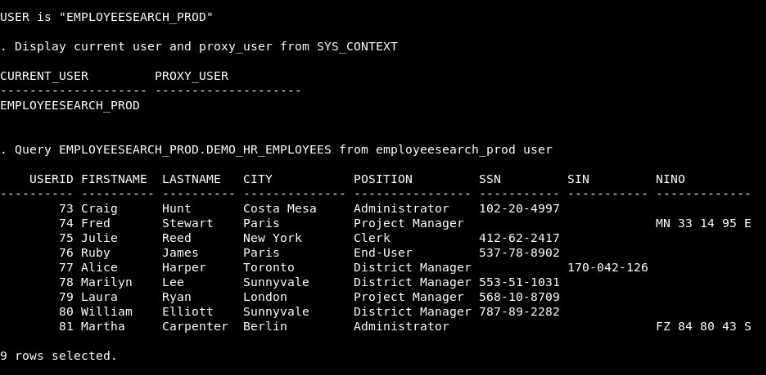 USER is "EMPLOYEESEARCH_PROD"
. Display current user and proxy_user from SYS_CONTEXT
CURRENT_USER         PROXY_USER
-------------------- --------------------
EMPLOYEESEARCH_PROD
. Query EMPLOYEESEARCH_PROD.DEMO_HR_EMPLOYEES from employeesearch_prod user
    USERID FIRSTNAME  LASTNAME   CITY           POSITION         SSN         SIN         NINO
---------- ---------- ---------- -------------- ---------------- ----------- ----------- -------------
        73 Craig      Hunt       Costa Mesa     Administrator    102-20-4997
        74 Fred       Stewart    Paris          Project Manager                          MN 33 14 95 E
        75 Julie      Reed       New York       Clerk            412-62-2417
        76 Ruby       James      Paris          End-User         537-78-8902
        77 Alice      Harper     Toronto        District Manager             170-042-126
        78 Marilyn    Lee        Sunnyvale      District Manager 553-51-1031
        79 Laura      Ryan       London         Project Manager  568-10-8709
        80 William    Elliott    Sunnyvale      District Manager 787-89-2282
        81 Martha     Carpenter  Berlin         Administrator                            FZ 84 80 43 S
9 rows selected.